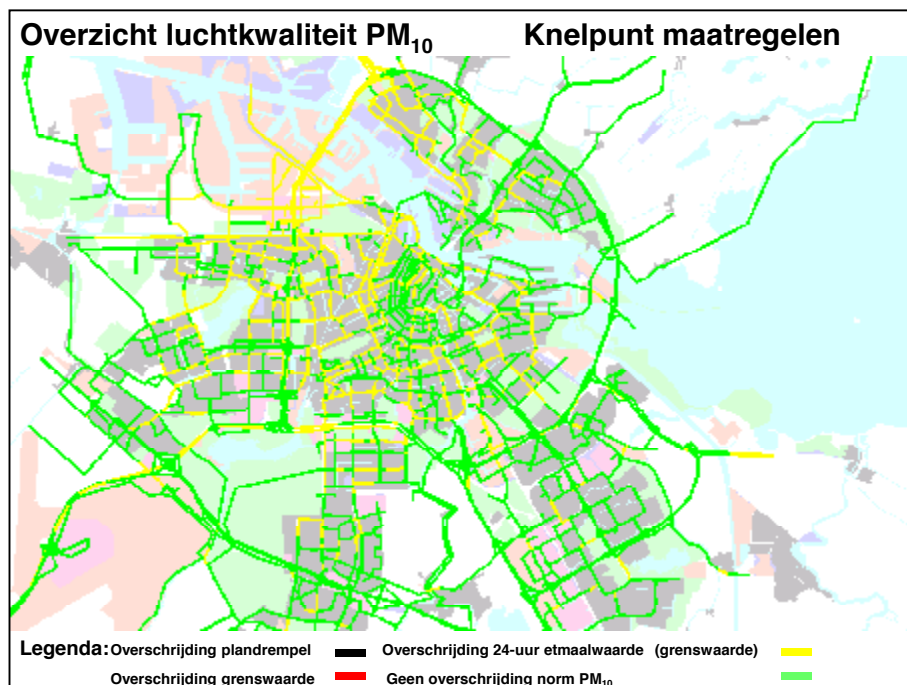 Overzicht luchtkwaliteit PM10 Knelpunt maatregelen
Legenda: Overschrijding plandrempel Overschrijding 24-uur etmaalwaarde (grenswaarde)
Overschrijding grenswaarde Geen overschrijding norm PM10